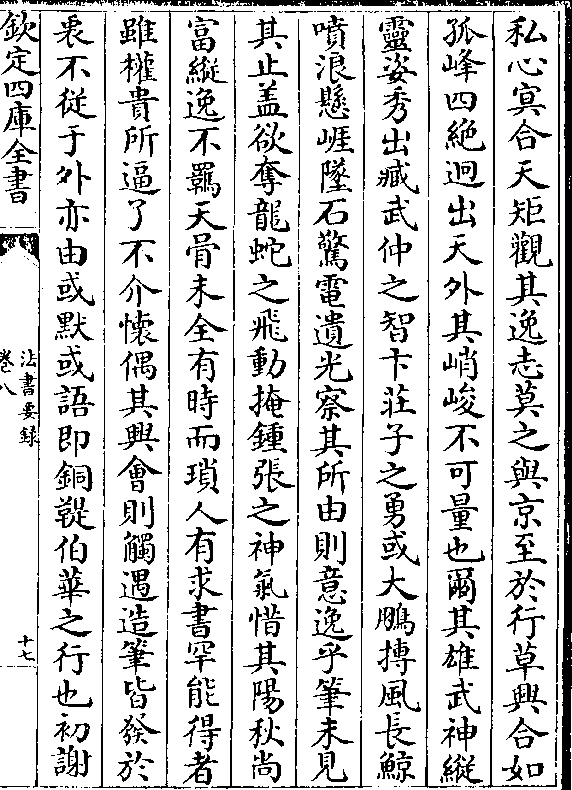 私心㝠合天矩觀其逸志莫之與京至於行草興合如
孤峰四絶迥出天外其峭峻不可量也爾其雄武神縱
靈姿秀出臧武仲之智卞莊子之勇或大鵬摶風長鯨
噴浪懸崖墜石驚電遺光察其所由則意逸乎筆未見
其止盖欲奪龍蛇之飛動掩鍾張之神氣惜其陽秋尚
富縱逸不羈天骨未全有時而瑣人有求書罕能得者
雖權貴所逼了不介懐偶其興會則觸遇造筆皆發於
衷不從于外亦由或黙或語即銅鞮伯華之行也初謝
欽定四庫全書
法書要録
卷八
十七